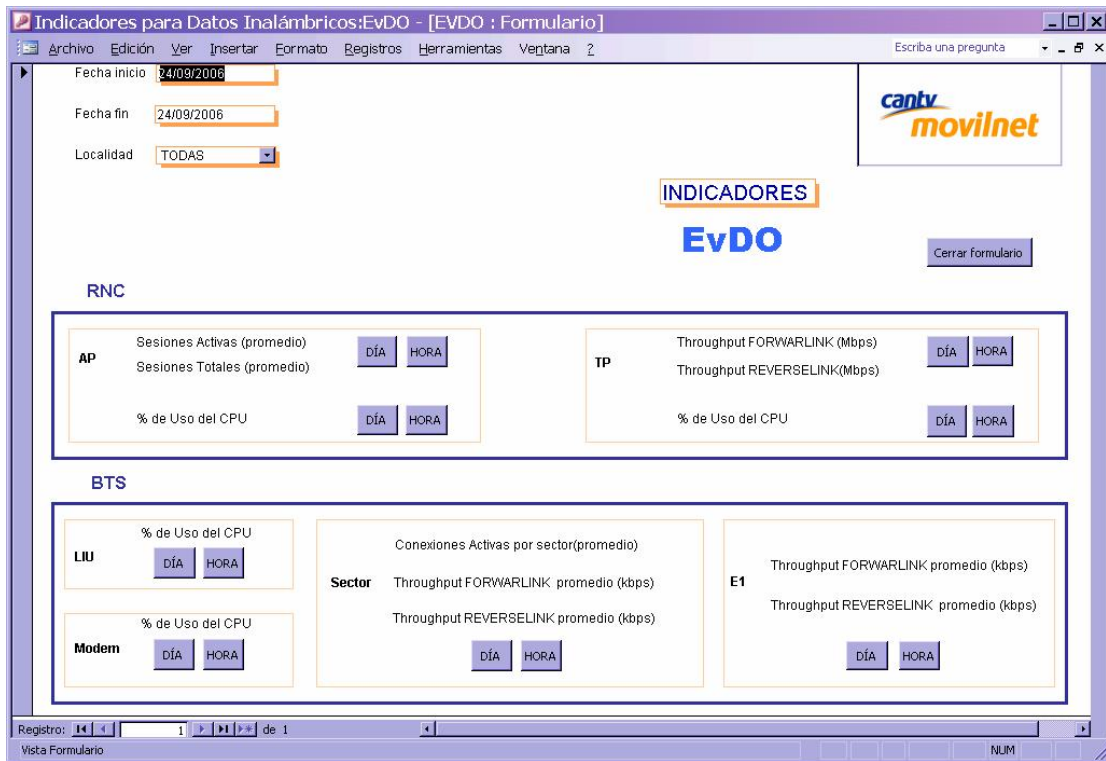 Indicadores para Datos Inalámbricos:EvDO - [EVDO : Formulario]
Archivo Edición Ver Insertar Formato Registros Herramientas Ventana ? Escriba una pregunta
Fecha inicio 24/09/2006
Fecha fin 24/09/2006
Localidad TODAS
cantv
movilnet
INDICADORES
EvDO
Cerrar formulario
RNC
AP
Sesiones Activas (promedio)
Sesiones Totales (promedio)
DÍA HORA
% de Uso del CPU DÍA HORA
TP
Throughput FORWARLINK (Mbps)
Throughput REVERSELINK(Mbps)
DÍA HORA
% de Uso del CPU DÍA HORA
BTS
LIU
% de Uso del CPU
DÍA HORA
Modem
% de Uso del CPU
DÍA HORA
Sector
Conexiones Activas por sector(promedio)
Throughput FORWARLINK promedio (kbps)
Throughput REVERSELINK promedio (kbps)
DÍA HORA
E1
Throughput FORWARLINK promedio (kbps)
Throughput REVERSELINK promedio (kbps)
DÍA HORA
Registro: 1 de 1
Vista Formulario NUM